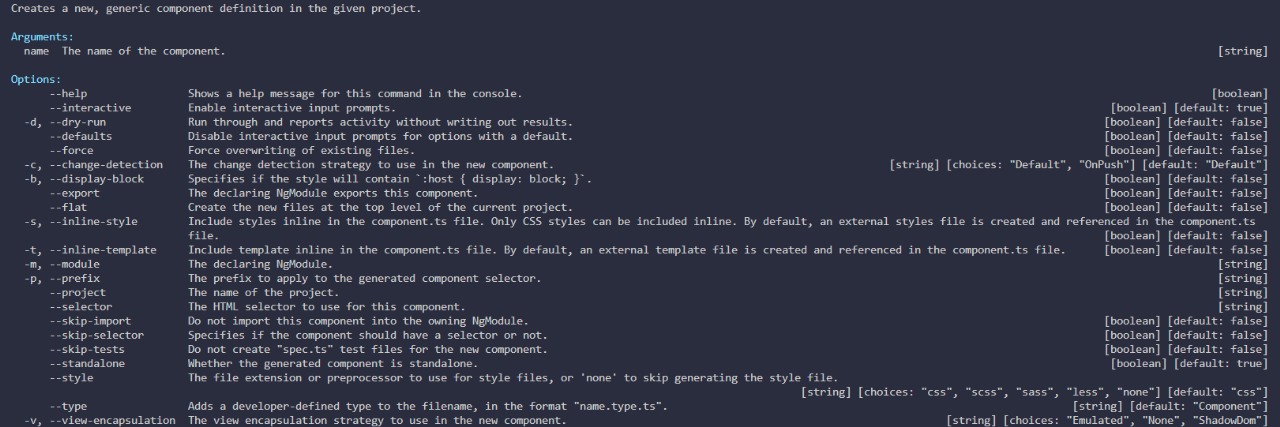 Creates a new, generic component definition in the given project.
Arguments:
name  The name of the component. [string]
Options:
--help Shows a help message for this command in the console. [boolean]
--interactive Enable interactive input prompts. [boolean] [default: true]
-d, --dry-run Run through and reports activity without writing out results. [boolean] [default: false]
--defaults Disable interactive input prompts for options with a default. [boolean] [default: false]
--force Force overwriting of existing files. [boolean] [default: false]
-c, --change-detection The change detection strategy to use in the new component. [string] [choices: "Default", "OnPush"] [default: "Default"]
-b, --display-block Specifies if the style will contain `:host { display: block; }`. [boolean] [default: false]
--export The declaring NgModule exports this component. [boolean] [default: false]
--flat Create the new files at the top level of the current project. [boolean] [default: false]
-s, --inline-style Include styles inline in the component.ts file. Only CSS styles can be included inline. By default, an external styles file is created and referenced in the component.ts
file. [boolean] [default: false]
-t, --inline-template Include template inline in the component.ts file. By default, an external template file is created and referenced in the component.ts file. [boolean] [default: false]
-m, --module The declaring NgModule. [string]
-p, --prefix The prefix to apply to the generated component selector. [string]
--project The name of the project. [string]
--selector The HTML selector to use for this component. [string]
--skip-import Do not import this component into the owning NgModule. [boolean] [default: false]
--skip-selector Specifies if the component should have a selector or not. [boolean] [default: false]
--skip-tests Do not create "spec.ts" test files for the new component. [boolean] [default: false]
--standalone Whether the generated component is standalone. [boolean] [default: true]
--style The file extension or preprocessor to use for style files, or 'none' to skip generating the style file.
[string] [choices: "css", "scss", "sass", "less", "none"] [default: "css"]
--type Adds a developer-defined type to the filename, in the format "name.type.ts". [string] [default: "Component"]
-v, --view-encapsulation The view encapsulation strategy to use in the new component. [string] [choices: "Emulated", "None", "ShadowDom"]